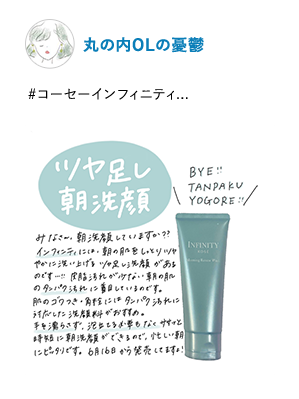 丸の内OLの憂鬱
#コーセーインフィニティ...
ツヤ足し
朝洗顔
BYE!!
TANPAKU
YOGORE!!
みなさん、朝洗顔していますか??
インフィニティには、朝の肌をしっとりツヤ
やかに洗い上げるツヤ足し洗顔があるの
です…!! 皮脂汚れが少ない朝の肌
のタンパク汚れに着目しているのです。
肌のゴワつき・角栓にはタンパク汚れに
対応した洗顔料がおすすめ。
手を濡らさず、泡立てる必要もなくササッと
時短に朝洗顔ができるので、忙しい朝
にピッタリです。6月16日から発売してますよ!
INFINITY
KOSÉ